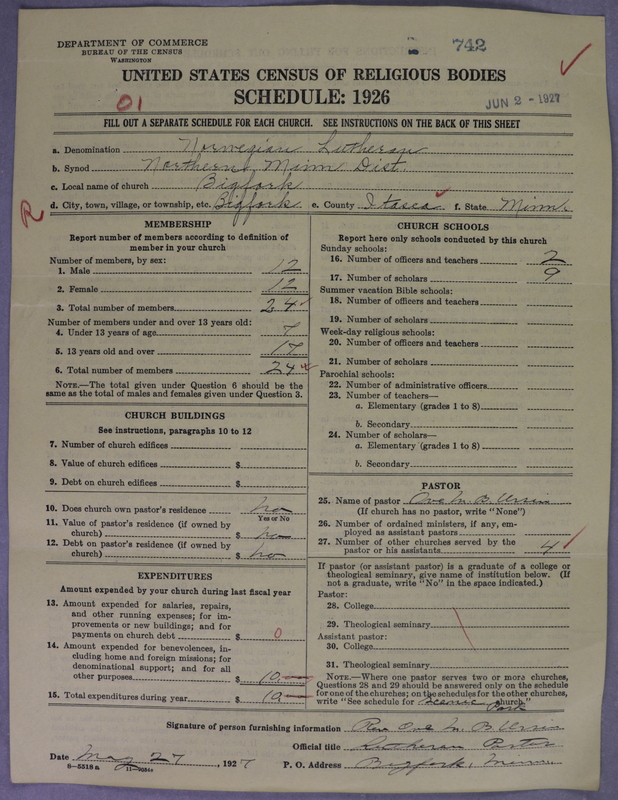 742
DEPARTMENT OF COMMERCE
BUREAU OF THE CENSUS
WASHINGTON
UNITED STATES CENSUS OF RELIGIOUS BODIES
SCHEDULE: 1926
JUN 2 - 1927
01
FILL OUT A SEPARATE SCHEDULE FOR EACH CHURCH. SEE INSTRUCTIONS ON THE BACK OF THIS SHEET
a. Denomination Norwegian Lutheran
b. Synod Northern Minn Dist.
c. Local name of church Bigfork
d. City, town, village, or township, etc. Bigfork e. County Itasca f. State Minn.
R
MEMBERSHIP
Report number of members according to definition of
member in your church
Number of members, by sex:
1. Male 12
2. Female 12
3. Total number of members 24
Number of members under and over 13 years old:
4. Under 13 years of age 7
5. 13 years old and over 17
6. Total number of members 24
NOTE.—The total given under Question 6 should be
same as the total of males and females given under Question 3.
CHURCH BUILDINGS
See instructions, paragraphs 10 to 12
7. Number of church edifices
8. Value of church edifices $
9. Debt on church edifices $
10. Does church own pastor's residence no
Yes or No
11. Value of pastor's residence (if owned by
church) $ no
12. Debt on pastor's residence (if owned by
church) $ no
EXPENDITURES
Amount expended by your church during last fiscal year
13. Amount expended for salaries, repairs,
and other running expenses; for im-
provements or new buildings; and for
payments on church debt $ 0
14. Amount expended for benevolences, in-
cluding home and foreign missions; for
denominational support; and for all
other purposes $ 10—
15. Total expenditures during year $ 10—
CHURCH SCHOOLS
Report here only schools conducted by this church
Sunday schools:
16. Number of officers and teachers 2
17. Number of scholars 9
Summer vacation Bible schools:
18. Number of officers and teachers
19. Number of scholars
Week-day religious schools:
20. Number of officers and teachers
21. Number of scholars
Parochial schools:
22. Number of administrative officers
23. Number of teachers—
a. Elementary (grades 1 to 8)
b. Secondary
24. Number of scholars—
a. Elementary (grades 1 to 8)
b. Secondary
PASTOR
25. Name of pastor Ove M. B.
(If church has no pastor, write "None")
26. Number of ordained ministers, if any, em-
ployed as assistant pastors
27. Number of other churches served by the
pastor or his assistants 4
If pastor (or assistant pastor) is a graduate of a college or
theological seminary, give name of institution below. (If
not a graduate, write "No" in the space indicated.)
Pastor:
28. College
29. Theological seminary
Assistant pastor:
30. College
31. Theological seminary
NOTE.—Where one pastor serves two or more churches,
Questions 28 and 29 should be answered only on the schedule
for one of the churches; on the schedules for the other churches,
write "See schedule for Scenic Park church."
Signature of person furnishing information Rev. Ove M. B.
Official title Lutheran Pastor
Date May 27, 1927 P. O. Address Bigfork, Minn.